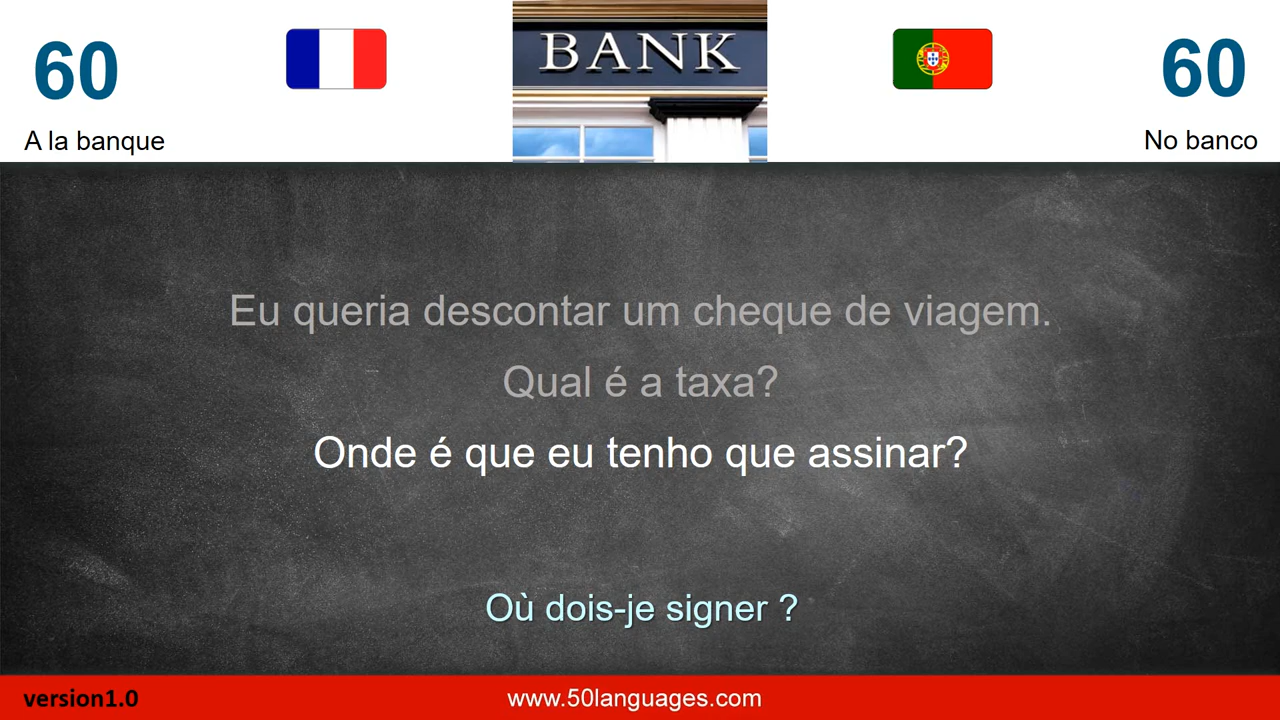 60
BANK
60
A la banque
No banco
Eu queria descontar um cheque de viagem.
Qual é a taxa?
Onde é que eu tenho que assinar?
Où dois-je signer ?
version1.0
www.50languages.com